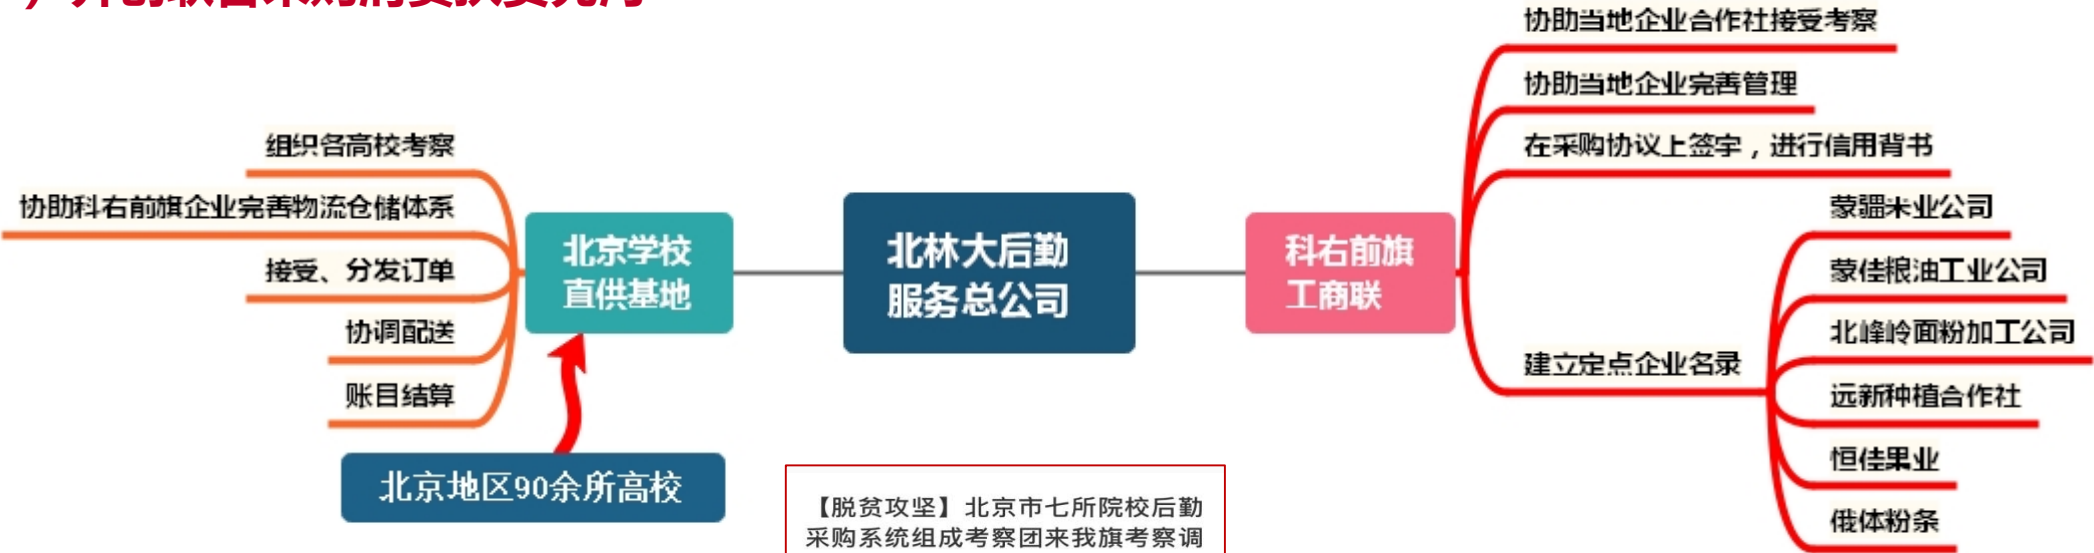 组织各高校考察
协助科右前旗企业完善物流仓储体系
接受、分发订单
协调配送
账目结算
北京学校
直供基地
北京地区90余所高校
北林大后勤
服务总公司
科右前旗
工商联
协助当地企业合作社接受考察
协助当地企业完善管理
在采购协议上签字，进行信用背书
建立定点企业名录
蒙疆米业公司
蒙佳粮油工业公司
北峰岭面粉加工公司
远新种植合作社
恒佳果业
俄体粉条
【脱贫攻坚】北京市七所院校后勤
采购系统组成考察团来我旗考察调